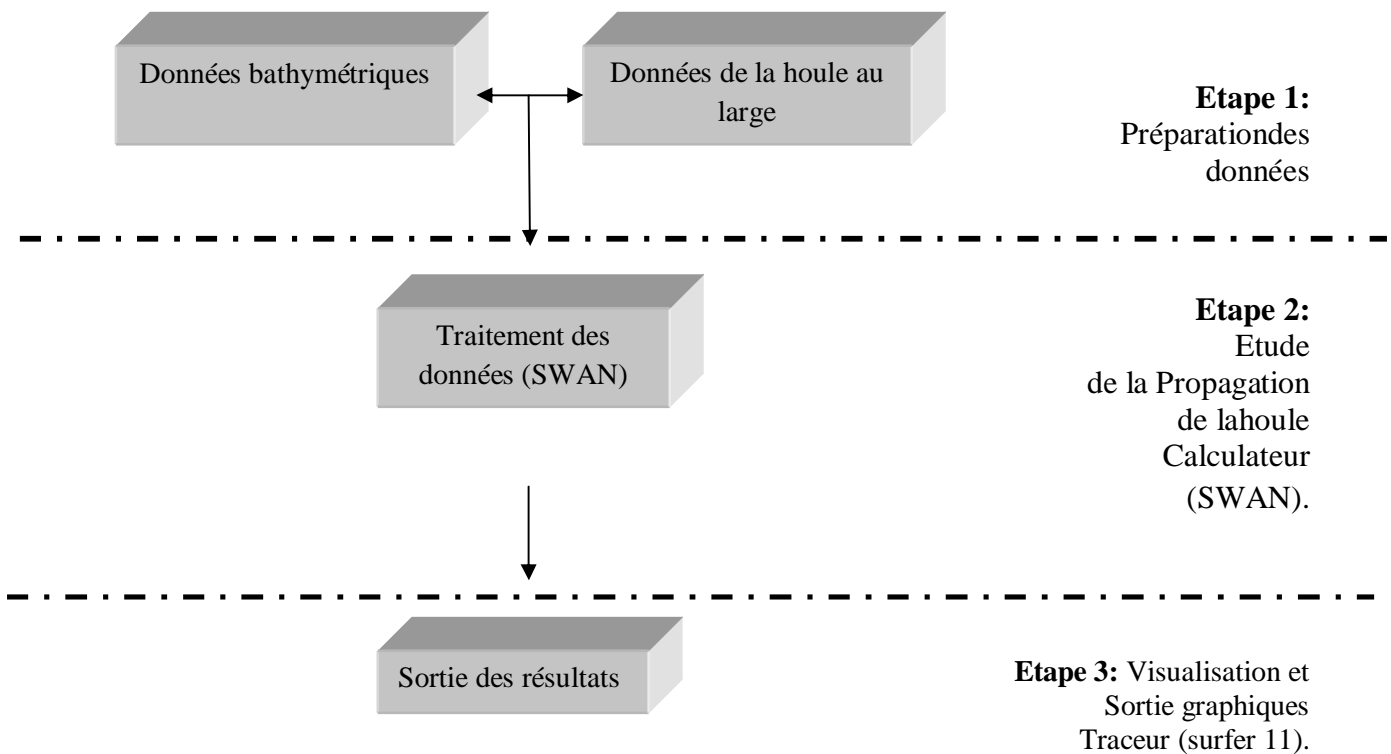 Données bathymétriques
Données de la houle au
large
Etape 1:
Préparationdes
données
Traitement des
données (SWAN)
Etape 2:
Etude
de la Propagation
de lahoule
Calculateur
(SWAN).
Sortie des résultats
Etape 3: Visualisation et
Sortie graphiques
Traceur (surfer 11).